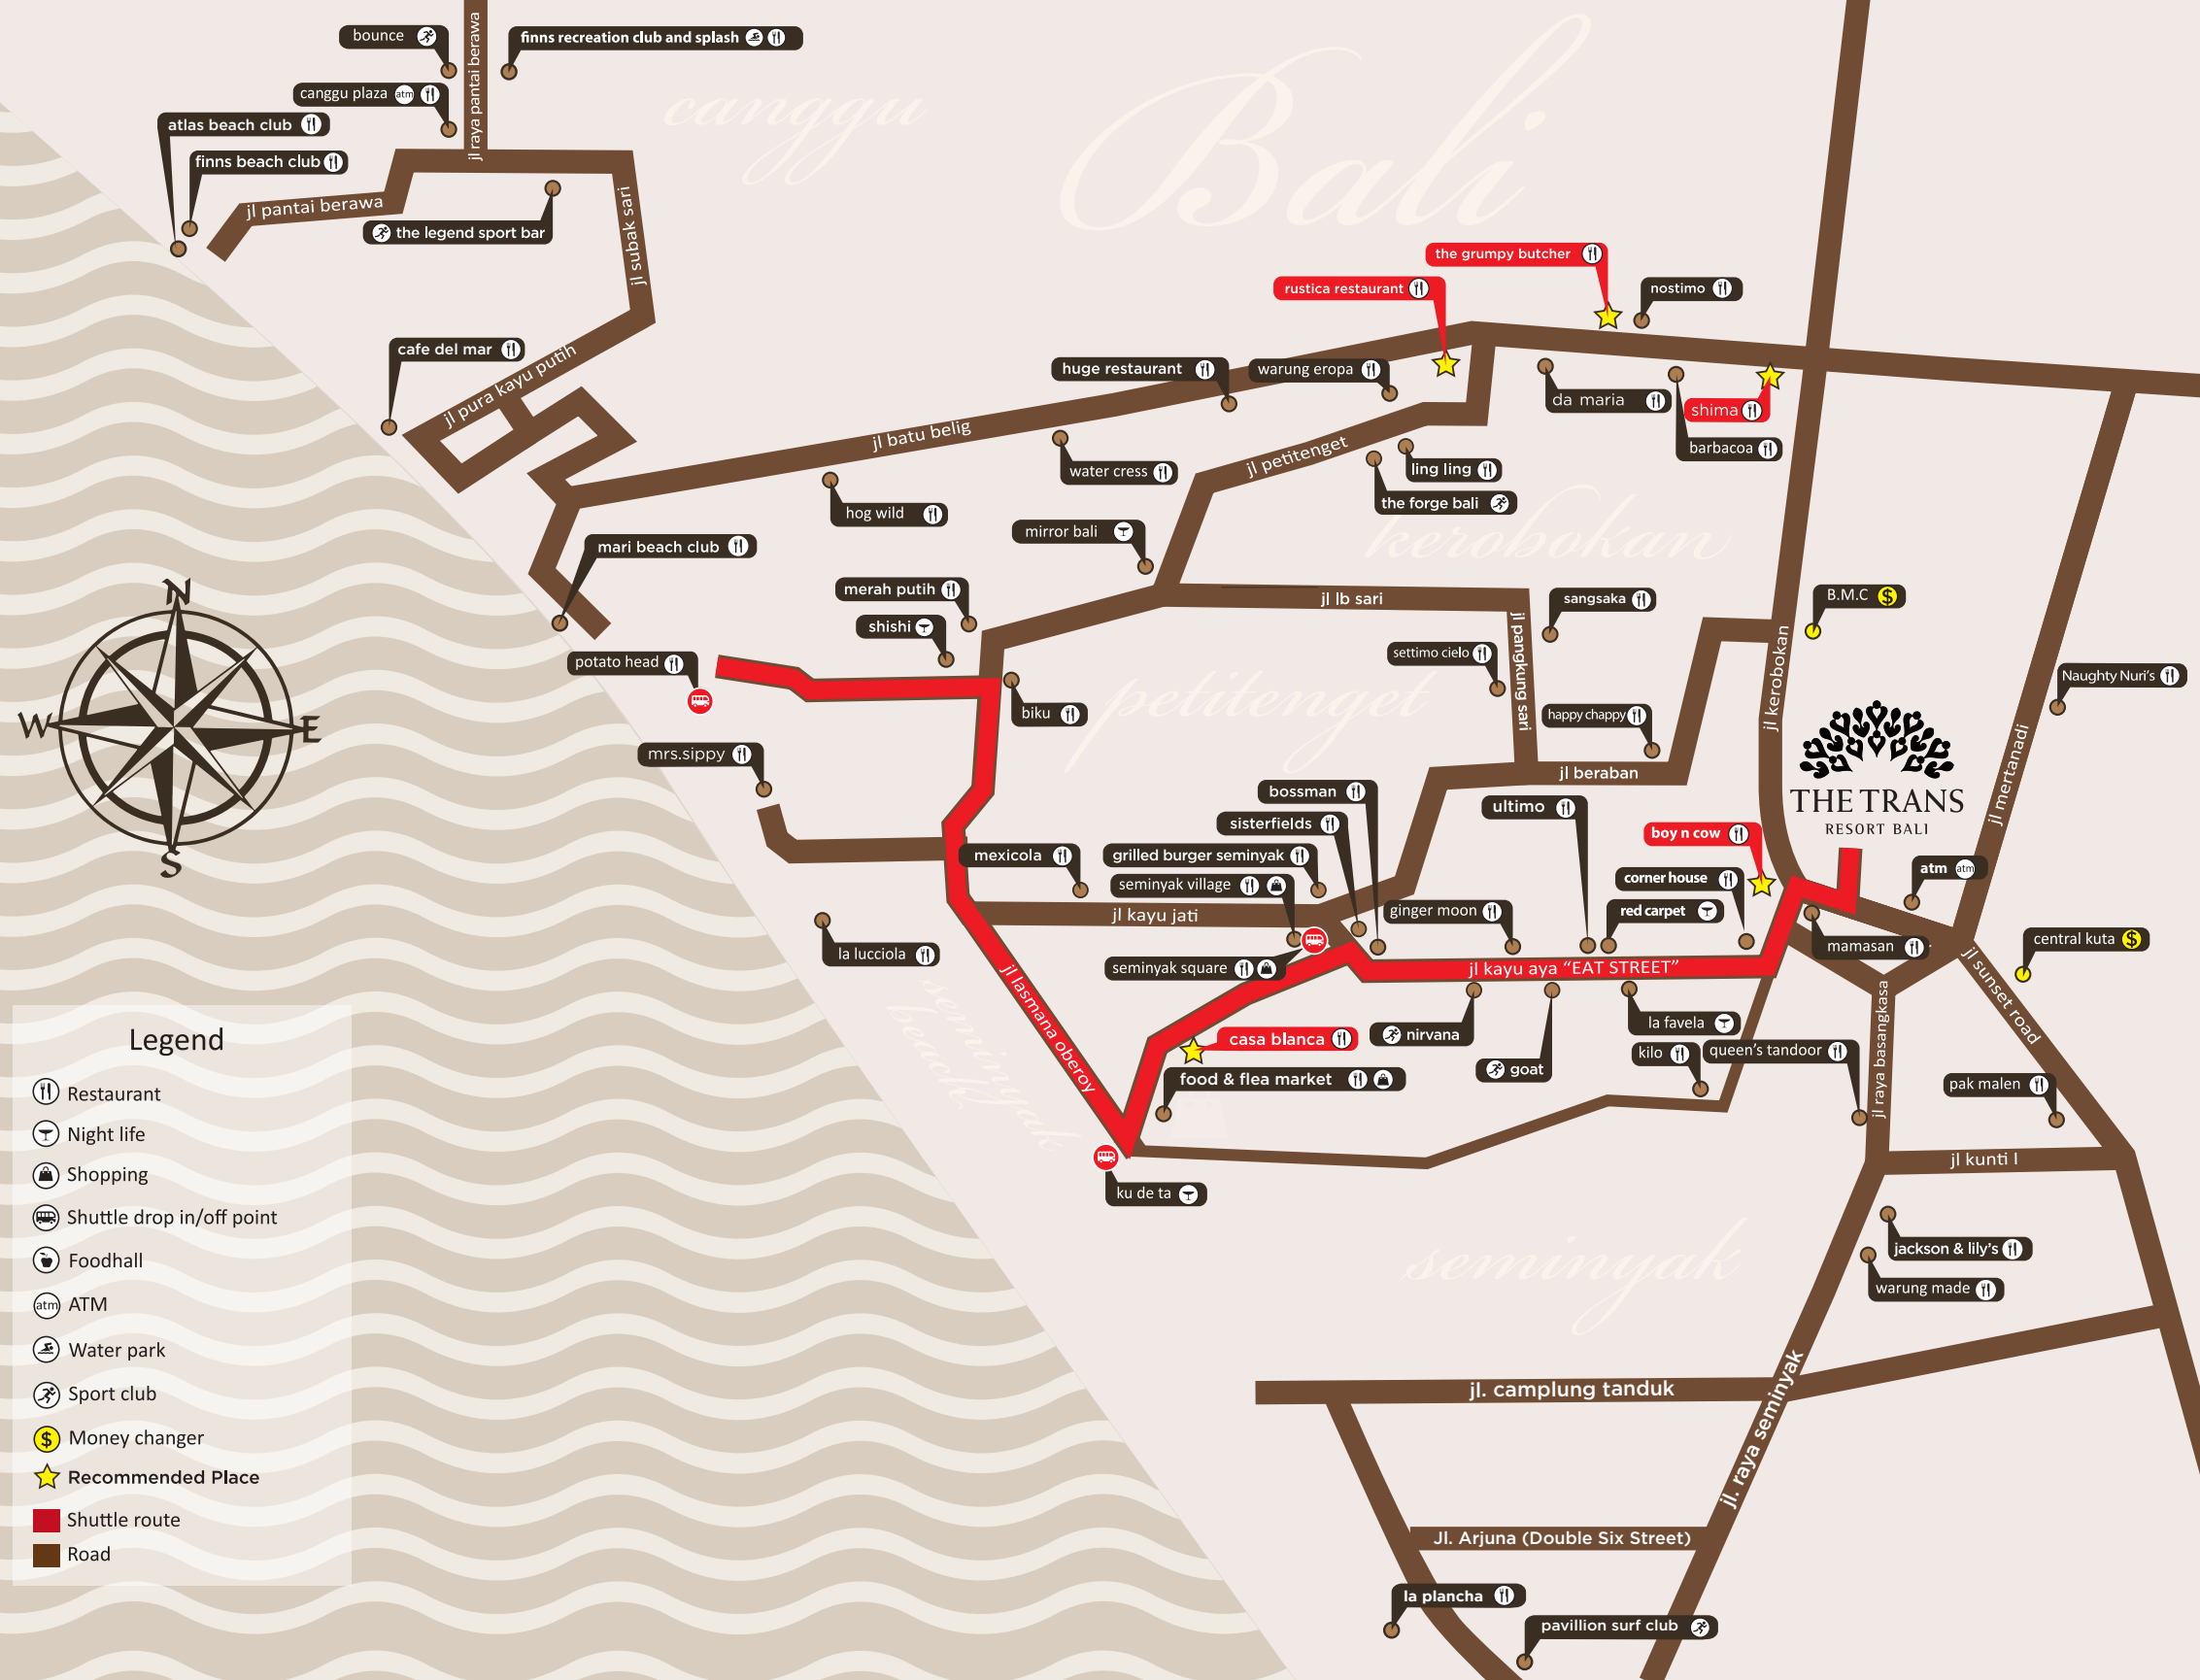 bounce
jl raya pantai berawa
finns recreation club and splash
canggu plaza atm
atlas beach club
finns beach club
jl pantai berawa
the legend sport bar
jl subak sari
canggu
Bali
cafe del mar
jl pura kayu putih
the grumpy butcher
rustica restaurant
nostimo
huge restaurant
warung eropa
da maria
shima
barbacoa
jl batu belig
jl petitenget
water cress
ling ling
the forge bali
hog wild
mirror bali
kerobokan
mari beach club
merah putih
shishi
jl lb sari
jl pangkung sari
sangsaka
B.M.C
$
jl kerobokan
settimo cielo
potato head
biku
petitenget
happy chappy
Naughty Nuri's
jl mertanadi
THE TRANS
RESORT BALI
N
W
E
S
mrs.sippy
jl beraban
bossman
sisterfields
ultimo
boy n cow
mexicola
grilled burger seminyak
seminyak village
corner house
atm atm
jl kayu jati
ginger moon
red carpet
la lucciola
seminyak square
jl kayu aya "EAT STREET"
mamasan
central kuta $
jl sunset road
seminyak
beach
jl lasmana oberoy
casa blanca
nirvana
la favela
goat
kilo
queen's tandoor
jl raya basangkasa
food & flea market
pak malen
ku de ta
jl kunti I
seminyak
jackson & lily's
warung made
jl. camplung tanduk
jl. raya seminyak
Jl. Arjuna (Double Six Street)
la plancha
pavillion surf club
Legend
Restaurant
Night life
Shopping
Shuttle drop in/off point
Foodhall
atm ATM
Water park
Sport club
$ Money changer
Recommended Place
Shuttle route
Road